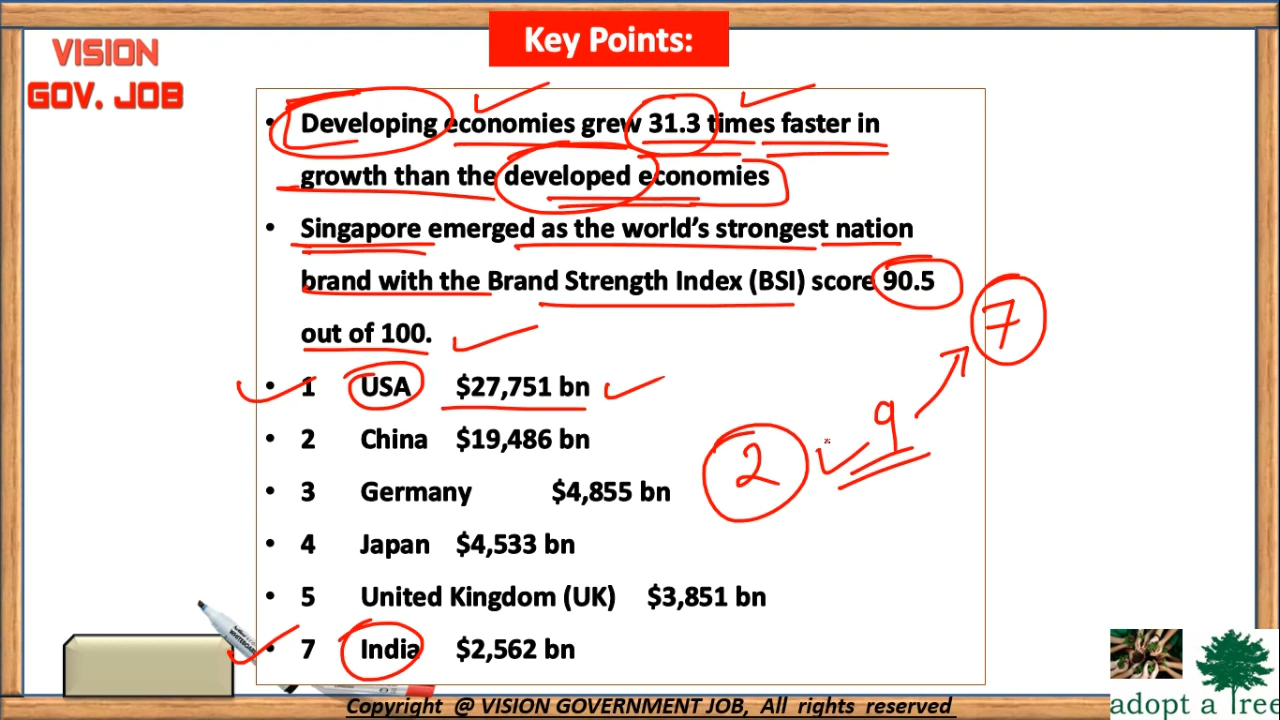 Key Points:
VISION
GOV. JOB
• Developing economies grew 31.3 times faster in
growth than the developed economies
• Singapore emerged as the world's strongest nation
brand with the Brand Strength Index (BSI) score 90.5
out of 100.
• 1 USA $27,751 bn
• 2 China $19,486 bn
• 3 Germany $4,855 bn
• 4 Japan $4,533 bn
• 5 United Kingdom (UK) $3,851 bn
• 7 India $2,562 bn
2 9 7
Copyright @ VISION GOVERNMENT JOB, All rights reserved
adopt a Tree